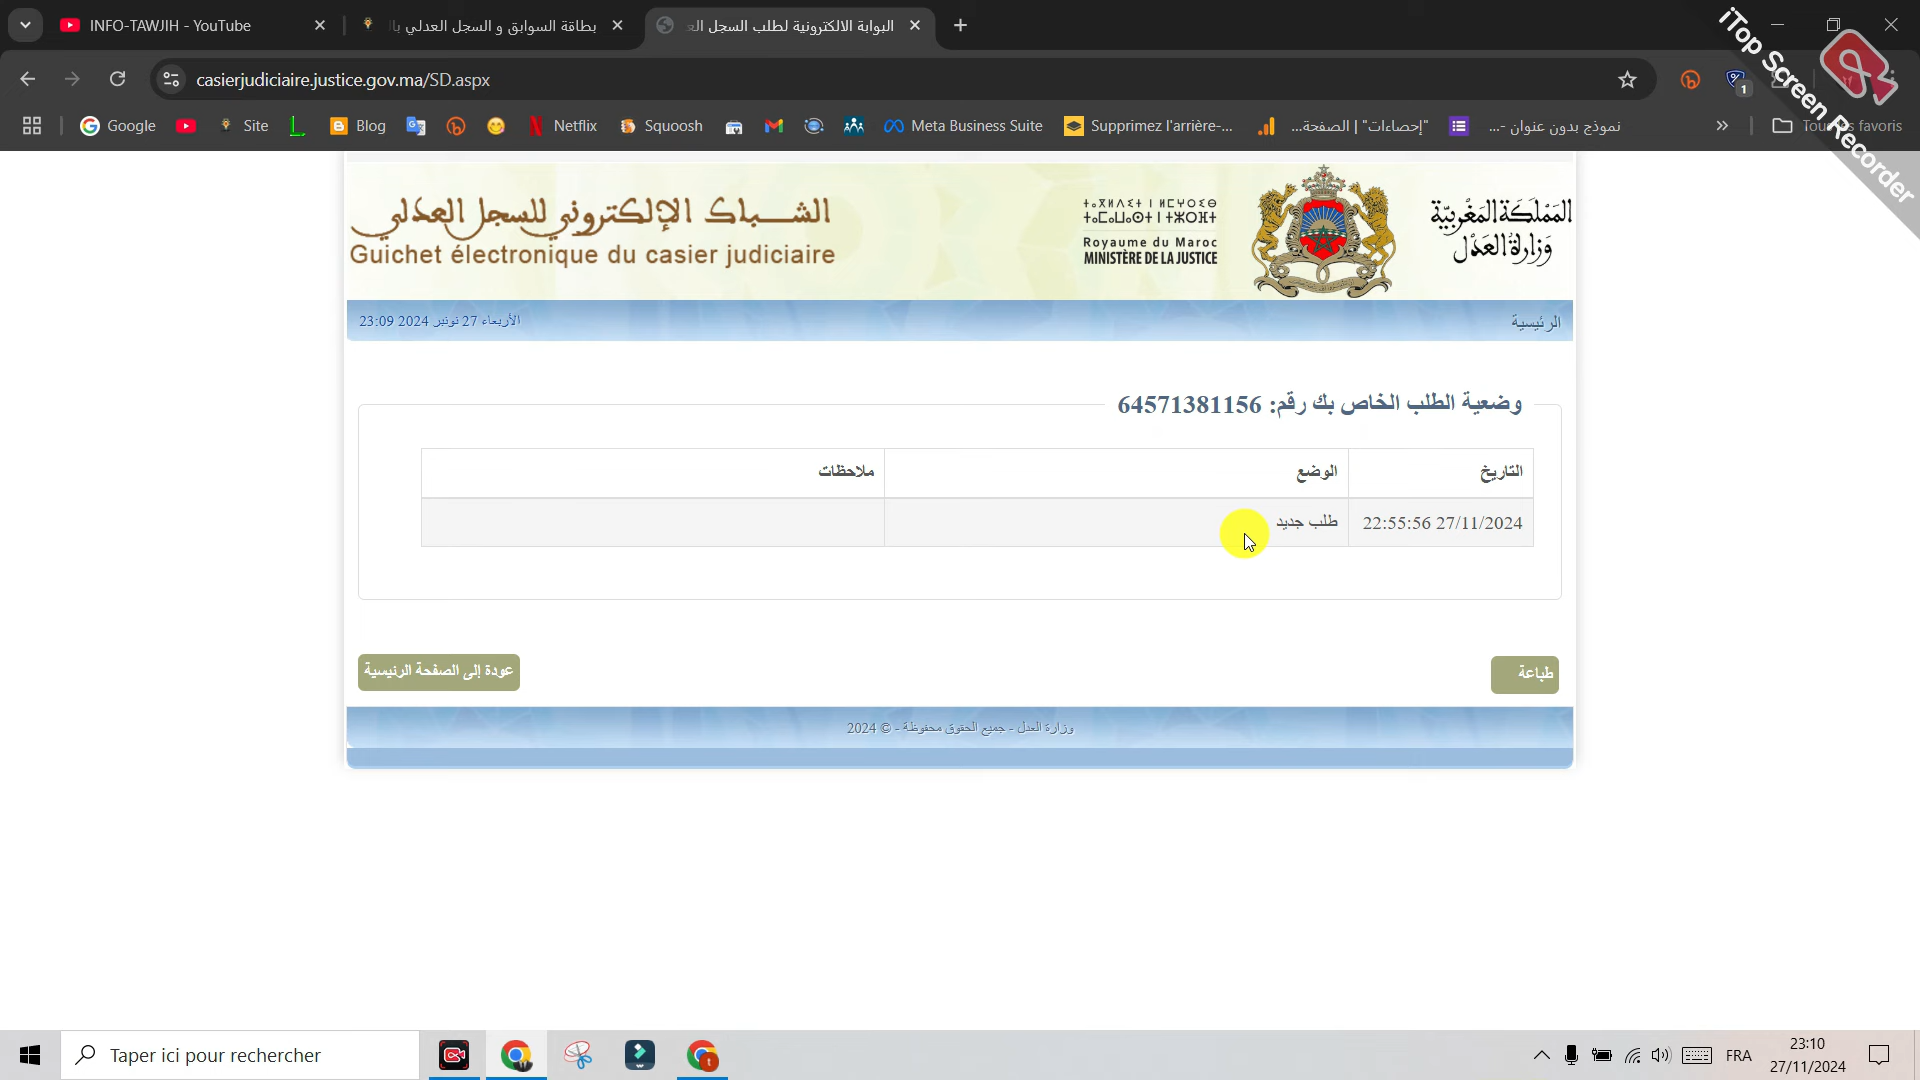 INFO-TAWJIH - YouTube
بطاقة السوابق و السجل العدلي با
البوابة الالكترونية لطلب السجل الع
casierjudiciaire.justice.gov.ma/SD.aspx
Google
Site
Blog
Netflix
Squoosh
Meta Business Suite
Supprimez l'arrière-...
"إحصاءات" | الصفحة...
نموذج بدون عنوان -...
favoris
iTop Screen Recorder
1
الشباك الإلكتروني للسجل العدلي
Guichet électronique du casier judiciaire
Royaume du Maroc
MINISTÈRE DE LA JUSTICE
المملكة المغربية
وزارة العدل
الرئيسية
الأربعاء 27 نونبر 2024 23:09
وضعية الطلب الخاص بك رقم: 64571381156
التاريخ
الوضع
ملاحظات
22:55:56 27/11/2024
طلب جديد
طباعة
عودة إلى الصفحة الرئيسية
وزارة العدل - جميع الحقوق محفوظة - © 2024
Taper ici pour rechercher
FRA
23:10
27/11/2024